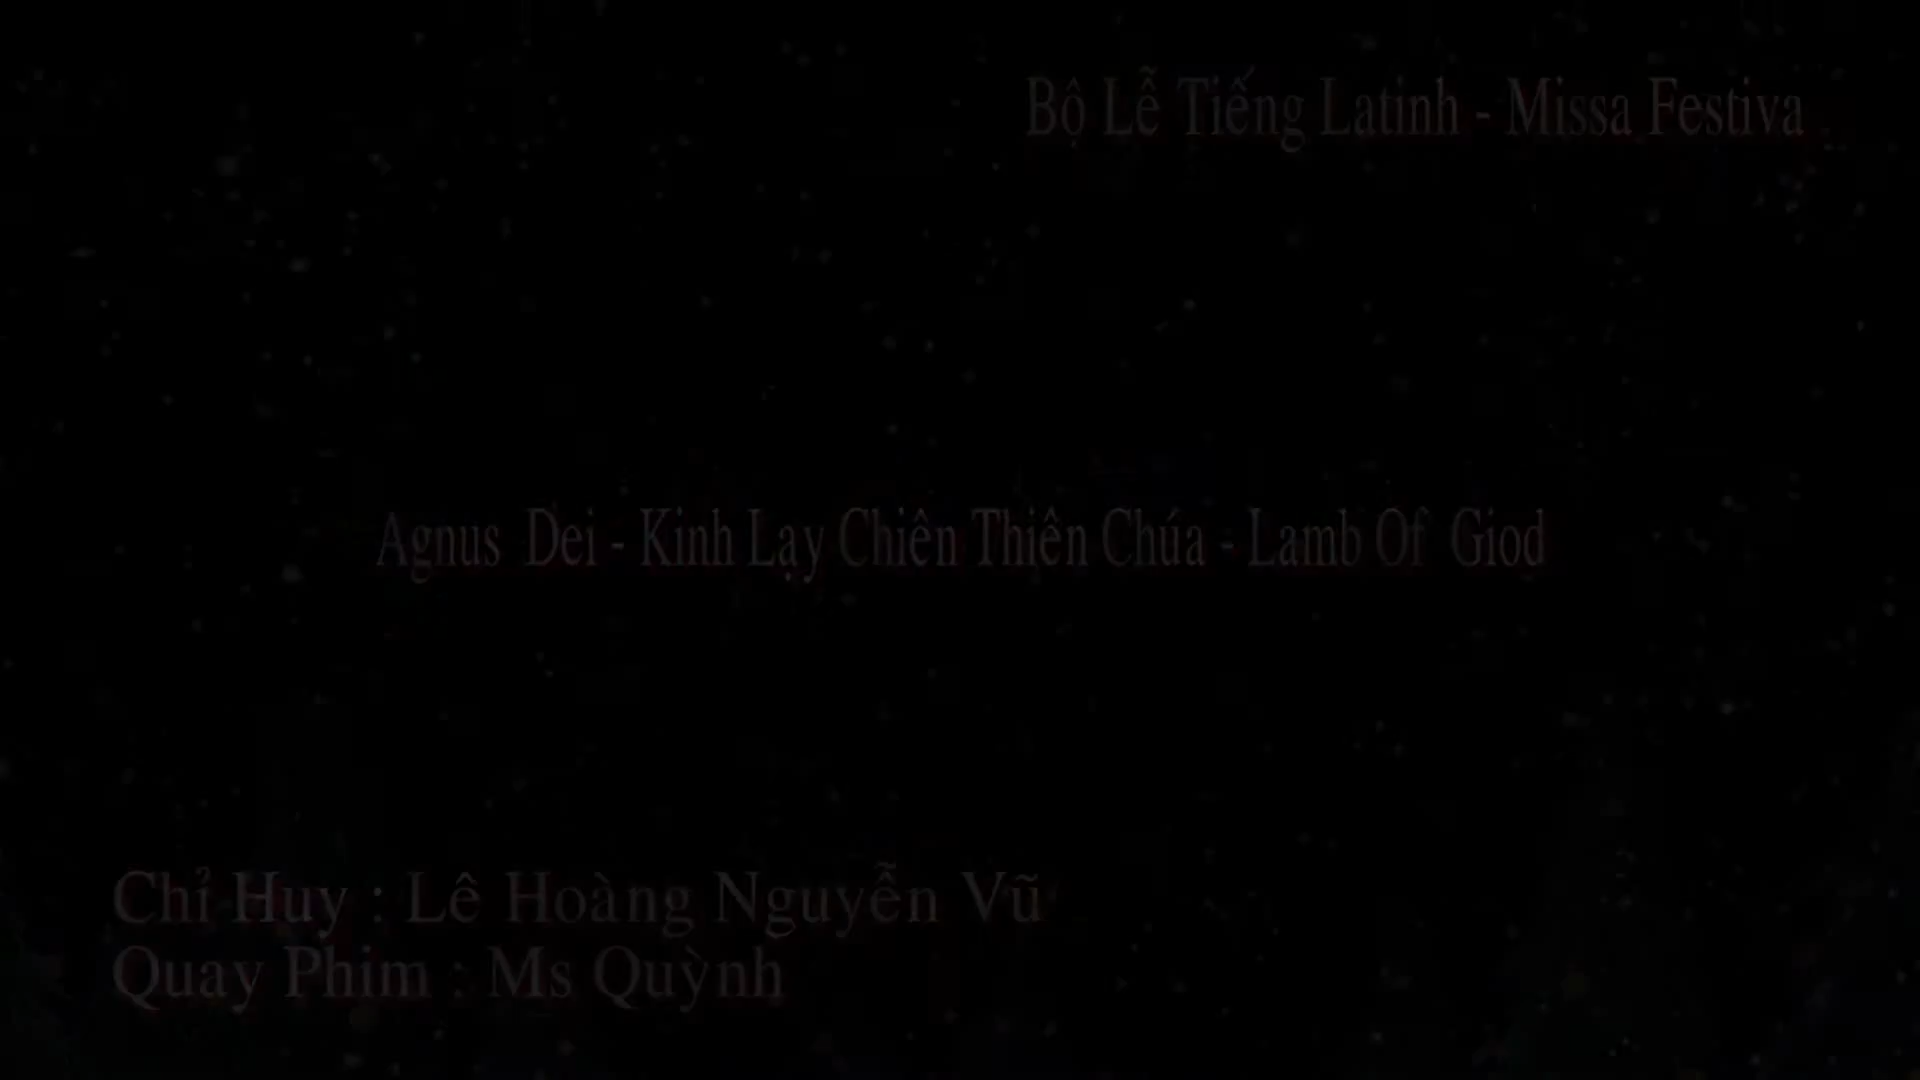 Bộ Lễ Tiếng Latinh - Missa Festiva
Agnus Dei - Kinh Lạy Chiên Thiên Chúa - Lamb Of Giod
Chỉ Huy : Lê Hoàng Nguyễn Vũ
Quay Phim : Ms Quỳnh